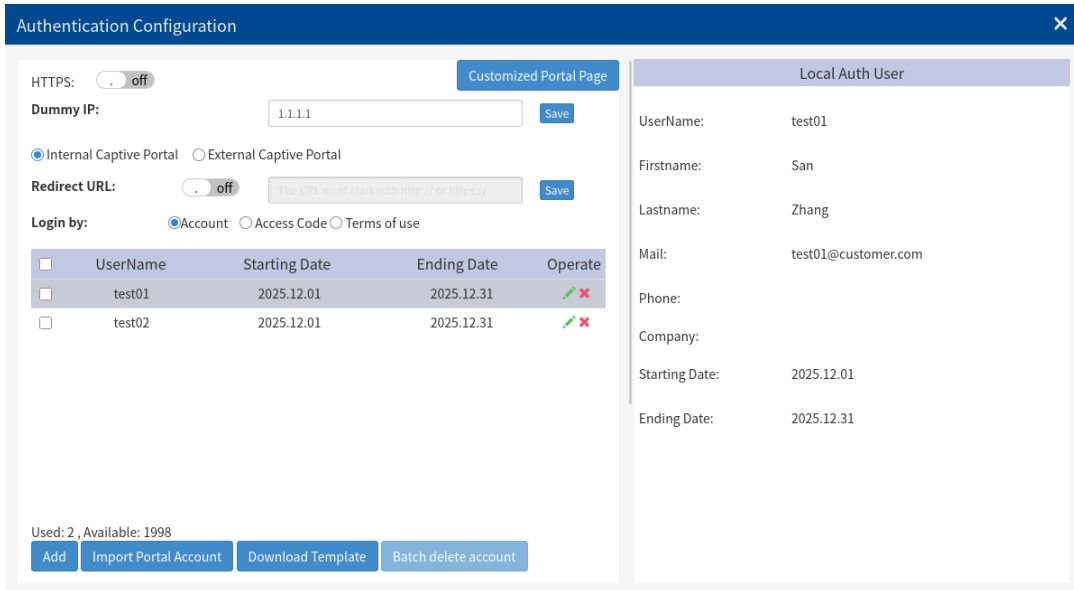 Authentication Configuration
HTTPS: off Customized Portal Page
Dummy IP: 1.1.1.1 Save
Internal Captive Portal External Captive Portal
Redirect URL: off The URL must start with http:// or https:// Save
Login by: Account Access Code Terms of use
UserName Starting Date Ending Date Operate
test01 2025.12.01 2025.12.31
test02 2025.12.01 2025.12.31
Used: 2 , Available: 1998
Add Import Portal Account Download Template Batch delete account
Local Auth User
UserName: test01
Firstname: San
Lastname: Zhang
Mail: test01@customer.com
Phone:
Company:
Starting Date: 2025.12.01
Ending Date: 2025.12.31